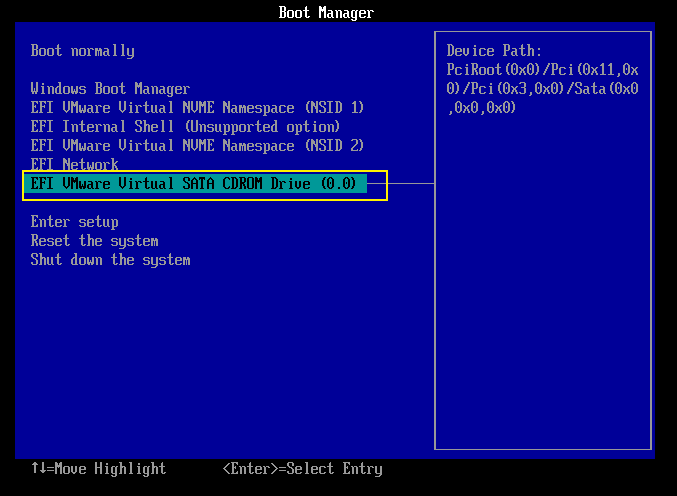 Boot Manager
Boot normally
Windows Boot Manager
EFI VMware Virtual NVME Namespace (NSID 1)
EFI Internal Shell (Unsupported option)
EFI VMware Virtual NVME Namespace (NSID 2)
EFI Network
EFI VMware Virtual SATA CDROM Drive (0.0)
Enter setup
Reset the system
Shut down the system
Device Path:
PciRoot(0x0)/Pci(0x11,0x
0)/Pci(0x3,0x0)/Sata(0x0
,0x0,0x0)
↑↓=Move Highlight <Enter>=Select Entry